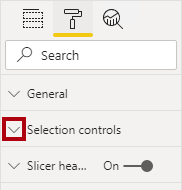 Search
General
Selection controls
Slicer hea... On